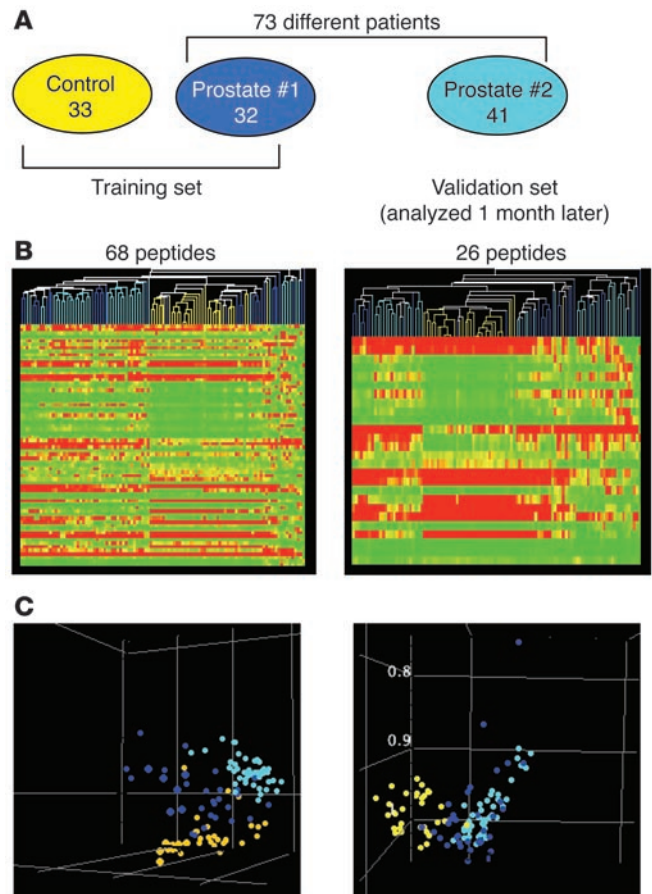 A
73 different patients
Control
33
Prostate #1
32
Prostate #2
41
Training set
Validation set
(analyzed 1 month later)
B
68 peptides
26 peptides
C
0.8
0.9